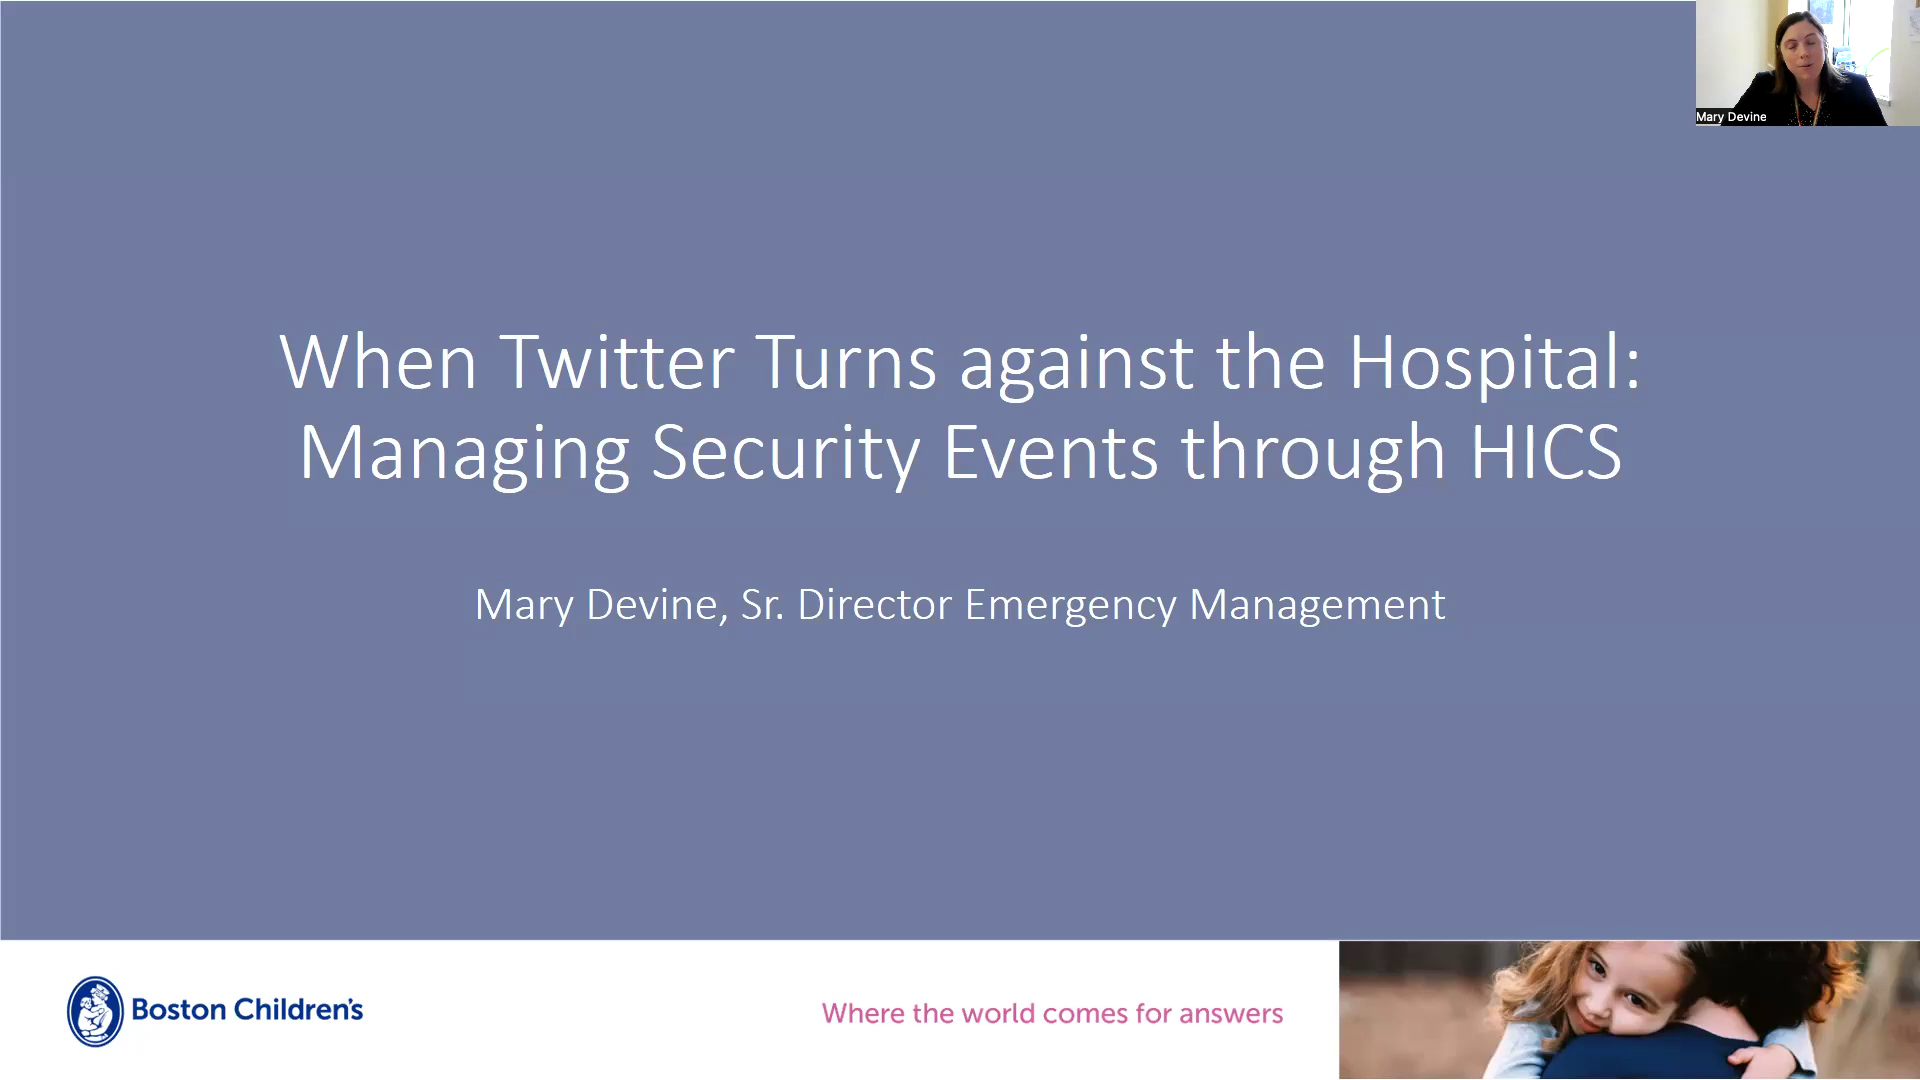 Mary Devine
When Twitter Turns against the Hospital:
Managing Security Events through HICS
Mary Devine, Sr. Director Emergency Management
Boston Children's
Where the world comes for answers